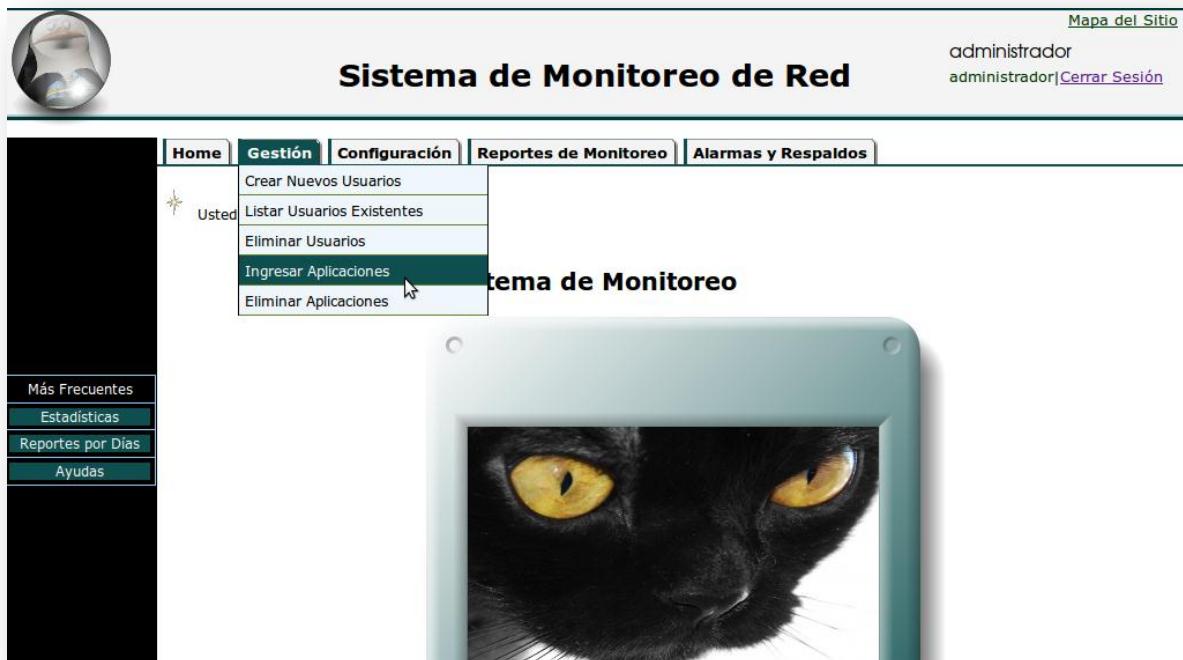 Mapa del Sitio
administrador
Sistema de Monitoreo de Red
administrador|Cerrar Sesión
Home Gestión Configuración Reportes de Monitoreo Alarmas y Respaldos
Crear Nuevos Usuarios
Usted
Listar Usuarios Existentes
Eliminar Usuarios
Ingresar Aplicaciones
tema de Monitoreo
Eliminar Aplicaciones
Más Frecuentes
Estadísticas
Reportes por Días
Ayudas